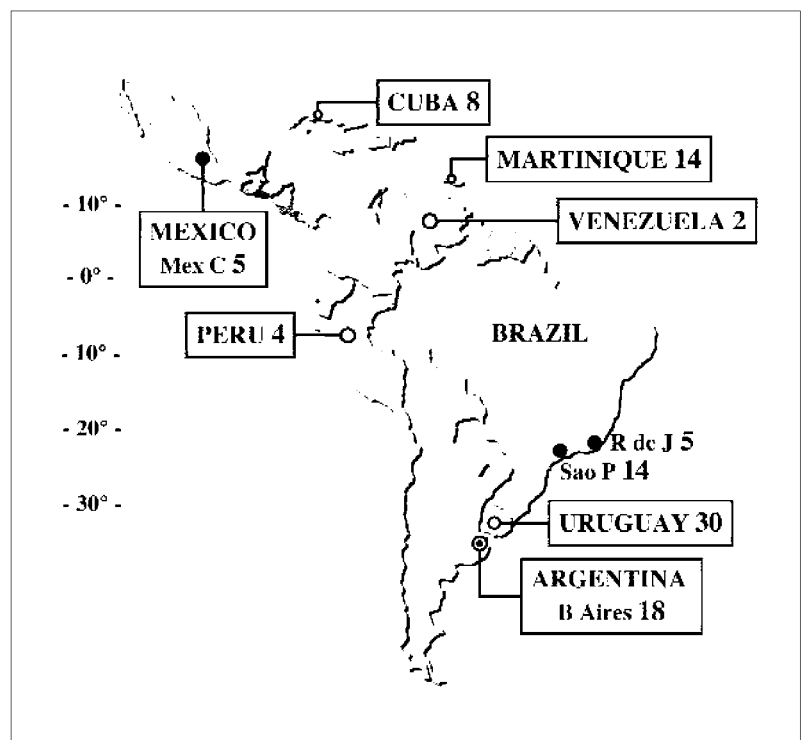 CUBA 8
MARTINIQUE 14
- 10° -
VENEZUELA 2
MEXICO
Mex C 5
- 0° -
PERU 4
BRAZIL
- 10° -
- 20° -
R de J 5
Sao P 14
- 30° -
URUGUAY 30
ARGENTINA
B Aires 18